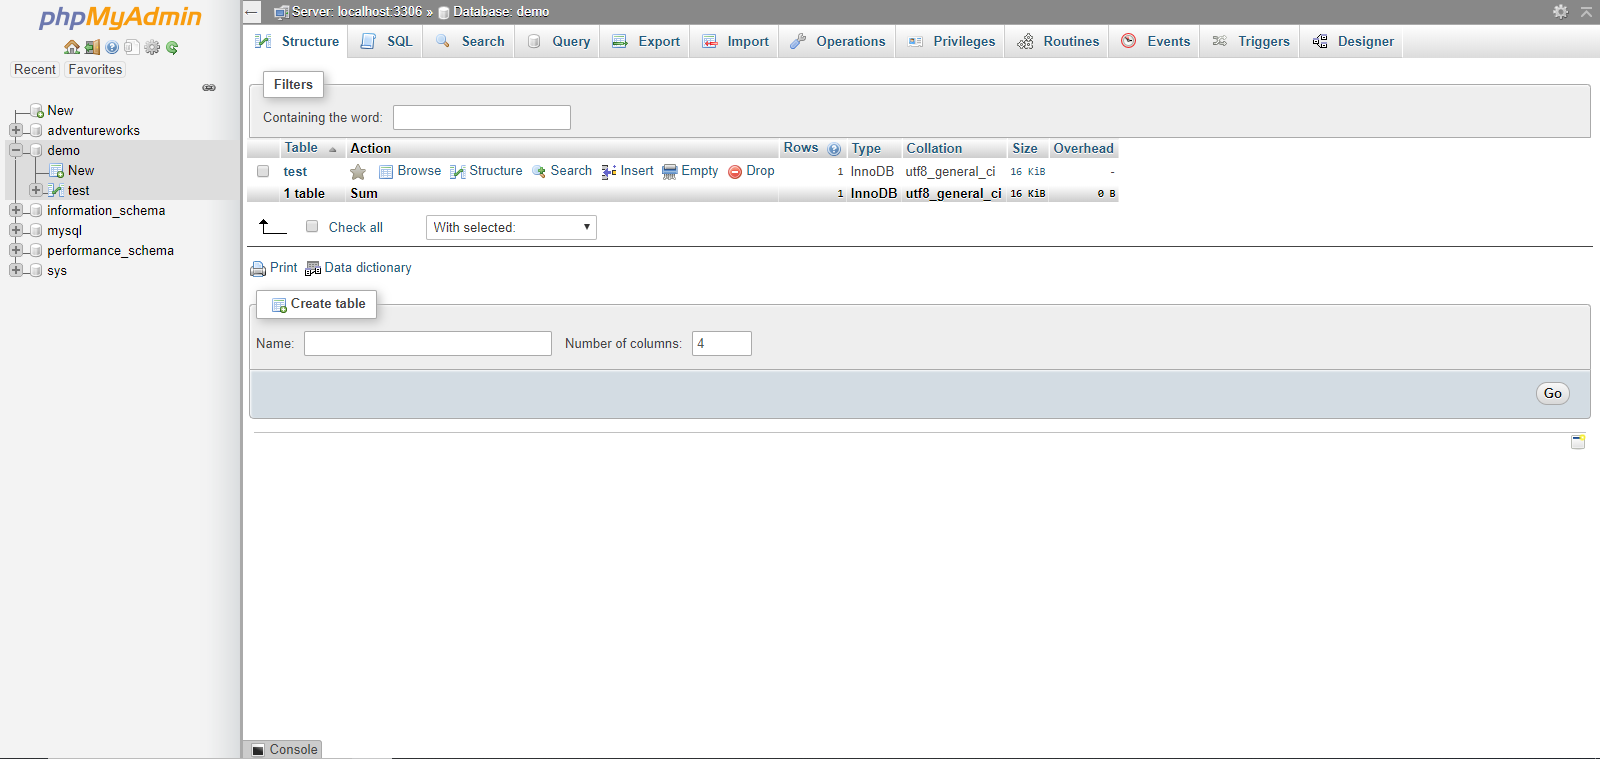 phpMyAdmin
Recent Favorites
New
adventureworks
demo
New
test
information_schema
mysql
performance_schema
sys
Server: localhost:3306 » Database: demo
Structure SQL Search Query Export Import Operations Privileges Routines Events Triggers Designer
Filters
Containing the word:
Table Action Rows Type Collation Size Overhead
test Browse Structure Search Insert Empty Drop 1 InnoDB utf8_general_ci 16 KiB -
1 table Sum 1 InnoDB utf8_general_ci 16 KiB 0 B
Check all With selected:
Print Data dictionary
Create table
Name: Number of columns: 4
Go
Console